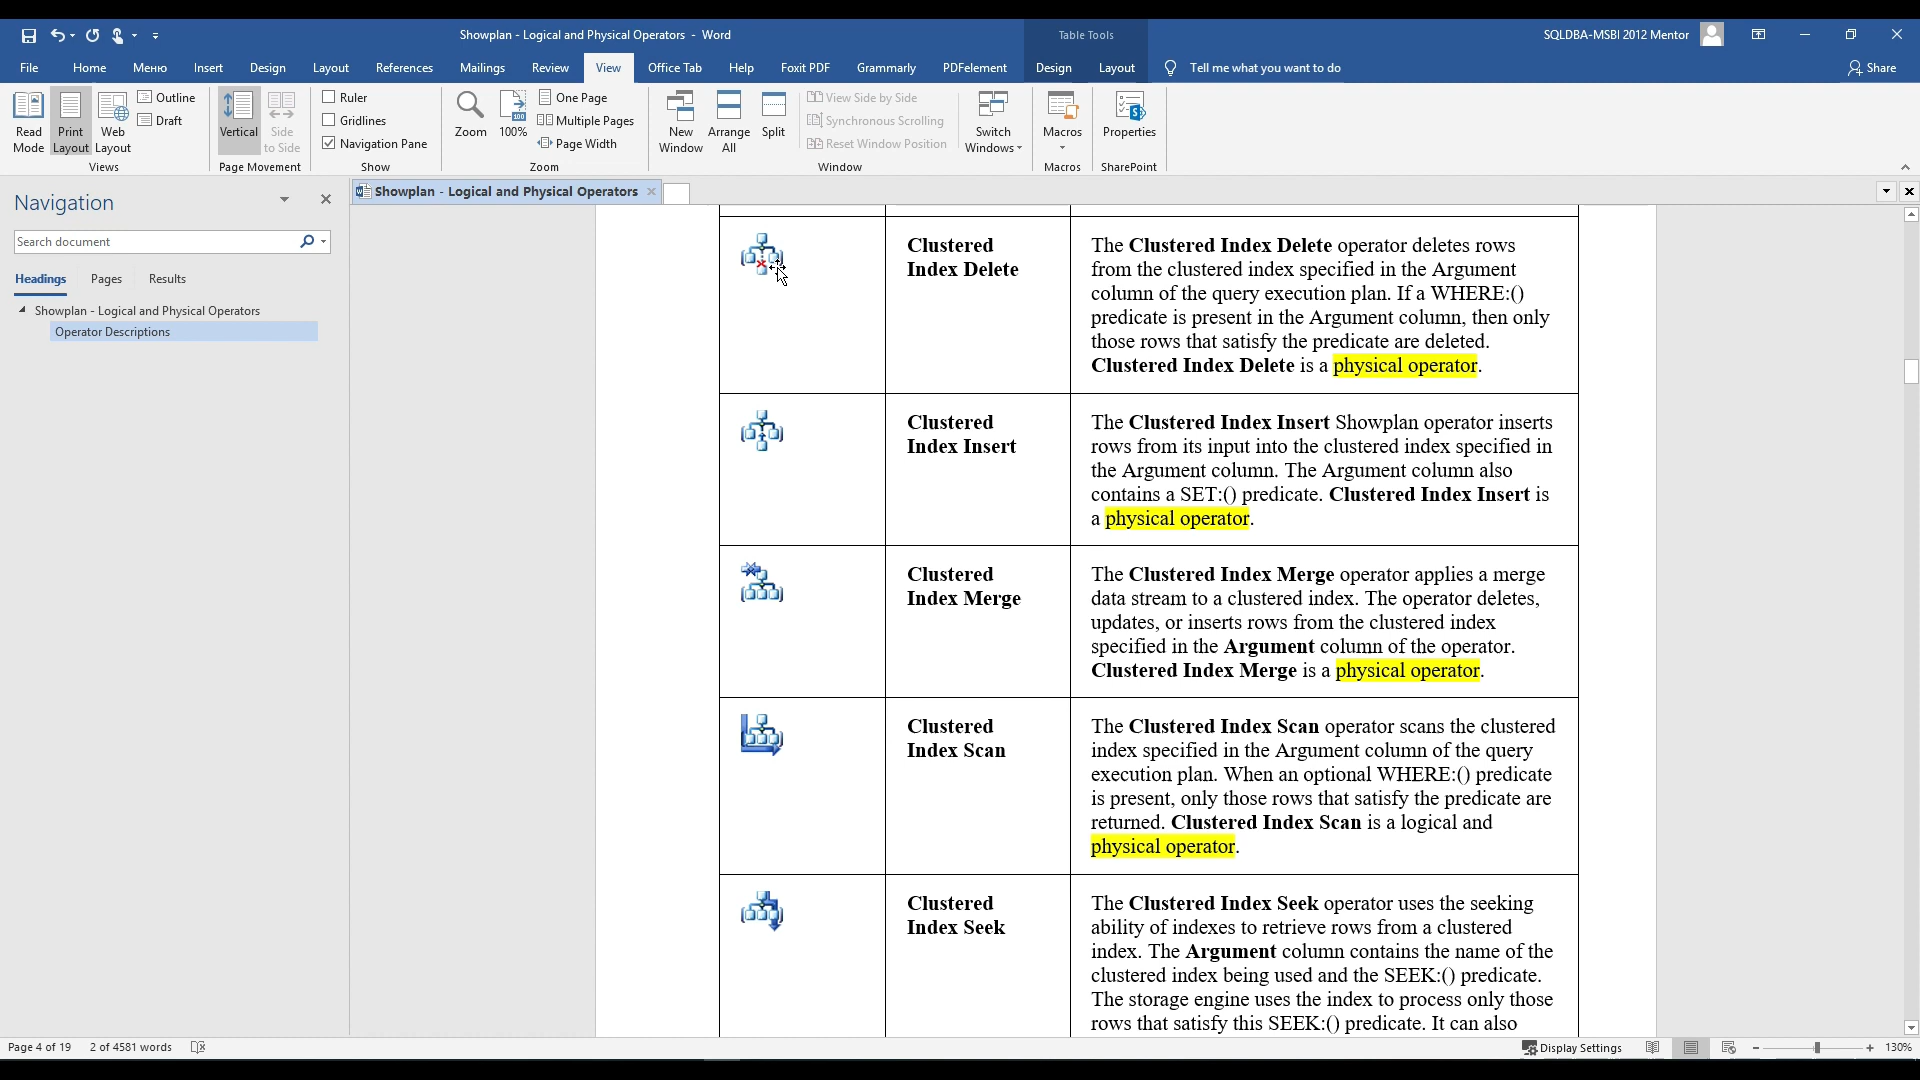 Showplan - Logical and Physical Operators - Word
Table Tools
SQLDBA-MSBI 2012 Mentor
File Home Меню Insert Design Layout References Mailings Review View Office Tab Help Foxit PDF Grammarly PDFelement Design Layout Tell me what you want to do Share
Read Mode
Print Layout
Web Layout
Outline
Draft
Views
Vertical
Side to Side
Page Movement
Ruler
Gridlines
Navigation Pane
Show
Zoom
100
100%
One Page
Multiple Pages
Page Width
Zoom
New Window
Arrange All
Split
View Side by Side
Synchronous Scrolling
Reset Window Position
Window
Switch Windows
Macros
Macros
Properties
SharePoint
Navigation
Search document
Headings Pages Results
Showplan - Logical and Physical Operators
Operator Descriptions
Showplan - Logical and Physical Operators
Clustered
Index Delete
The Clustered Index Delete operator deletes rows
from the clustered index specified in the Argument
column of the query execution plan. If a WHERE:()
predicate is present in the Argument column, then only
those rows that satisfy the predicate are deleted.
Clustered Index Delete is a physical operator.
Clustered
Index Insert
The Clustered Index Insert Showplan operator inserts
rows from its input into the clustered index specified in
the Argument column. The Argument column also
contains a SET:() predicate. Clustered Index Insert is
a physical operator.
Clustered
Index Merge
The Clustered Index Merge operator applies a merge
data stream to a clustered index. The operator deletes,
updates, or inserts rows from the clustered index
specified in the Argument column of the operator.
Clustered Index Merge is a physical operator.
Clustered
Index Scan
The Clustered Index Scan operator scans the clustered
index specified in the Argument column of the query
execution plan. When an optional WHERE:() predicate
is present, only those rows that satisfy the predicate are
returned. Clustered Index Scan is a logical and
physical operator.
Clustered
Index Seek
The Clustered Index Seek operator uses the seeking
ability of indexes to retrieve rows from a clustered
index. The Argument column contains the name of the
clustered index being used and the SEEK:() predicate.
The storage engine uses the index to process only those
rows that satisfy this SEEK:() predicate. It can also
Page 4 of 19 2 of 4581 words Display Settings 130%